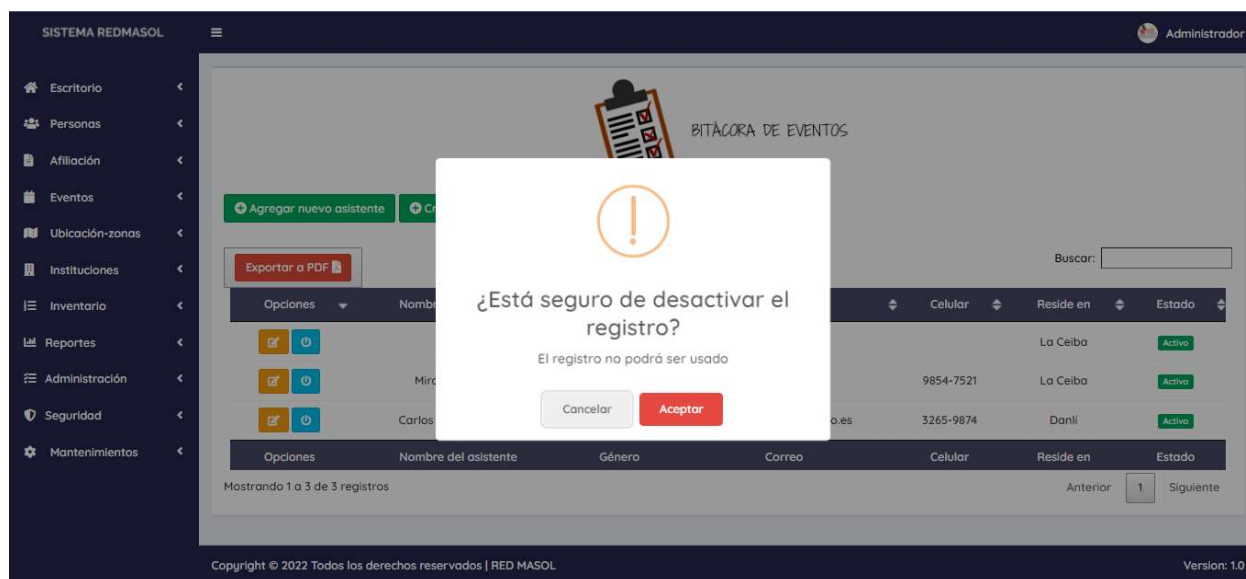 SISTEMA REDMASOL
Administrador
Escritorio
Personas
Afiliación
Eventos
Ubicación-zonas
Instituciones
Inventario
Reportes
Administración
Seguridad
Mantenimientos
BITÁCORA DE EVENTOS
Agregar nuevo asistente
Exportar a PDF
Buscar:
Opciones Celular Reside en Estado
La Ceiba Activo
9854-7521 La Ceiba Activo
Carlos o.es 3265-9874 Danlí Activo
¿Está seguro de desactivar el
registro?
El registro no podrá ser usado
Cancelar Aceptar
Opciones Nombre del asistente Género Correo Celular Reside en Estado
Mostrando 1 a 3 de 3 registros
Anterior 1 Siguiente
Copyright © 2022 Todos los derechos reservados | RED MASOL
Version: 1.0